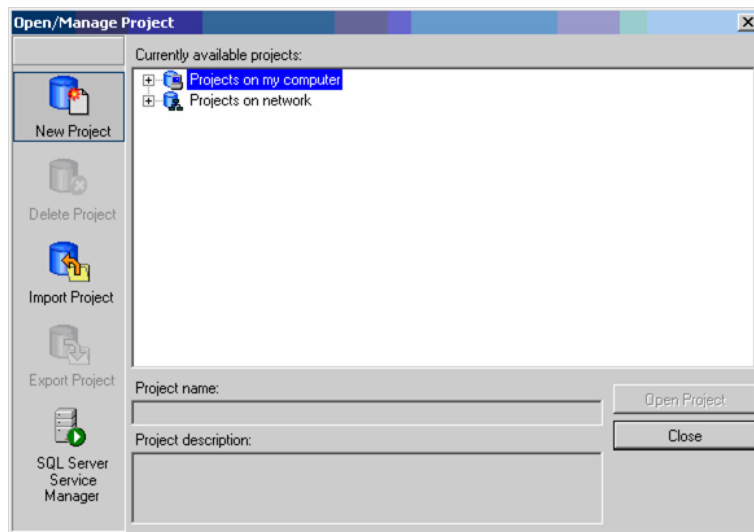 Open/Manage Project
Currently available projects:
Projects on my computer
Projects on network
New Project
Delete Project
Import Project
Export Project
SQL Server
Service
Manager
Project name:
Open Project
Project description:
Close